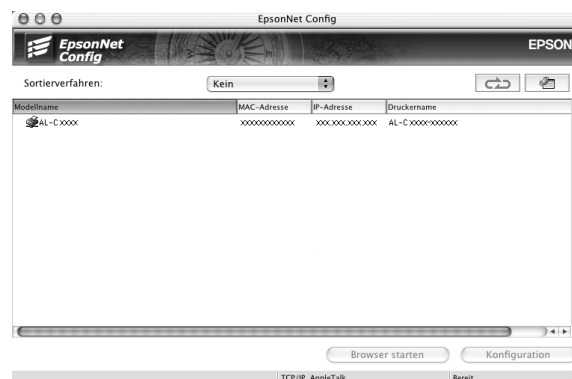 EpsonNet Config
EpsonNet
Config
EPSON
Sortierverfahren:
Kein
Modellname MAC-Adresse IP-Adresse Druckername
AL-C XXXX XXXXXXXXXXXX XXX.XXX.XXX.XXX AL-C XXXX-XXXXXX
Browser starten Konfiguration
TCP/IP AppleTalk Bereit